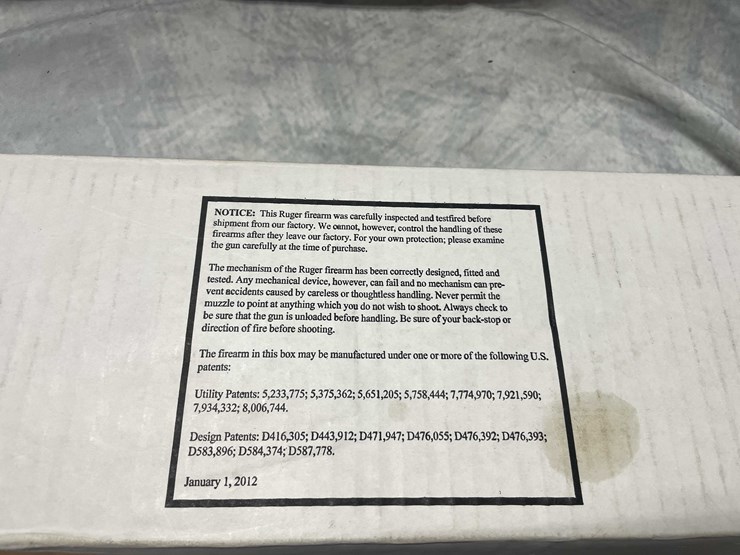 NOTICE: This Ruger firearm was carefully inspected and testfired before
shipment from our factory. We cannot, however, control the handling of these
firearms after they leave our factory. For your own protection; please examine
the gun carefully at the time of purchase.
The mechanism of the Ruger firearm has been correctly designed, fitted and
tested. Any mechanical device, however, can fail and no mechanism can pre-
vent accidents caused by careless or thoughtless handling. Never permit the
muzzle to point at anything which you do not wish to shoot. Always check to
be sure that the gun is unloaded before handling. Be sure of your back-stop or
direction of fire before shooting.
The firearm in this box may be manufactured under one or more of the following U.S.
patents:
Utility Patents: 5,233,775; 5,375,362; 5,651,205; 5,758,444; 7,774,970; 7,921,590;
7,934,332; 8,006,744.
Design Patents: D416,305; D443,912; D471,947; D476,055; D476,392; D476,393;
D583,896; D584,374; D587,778.
January 1, 2012